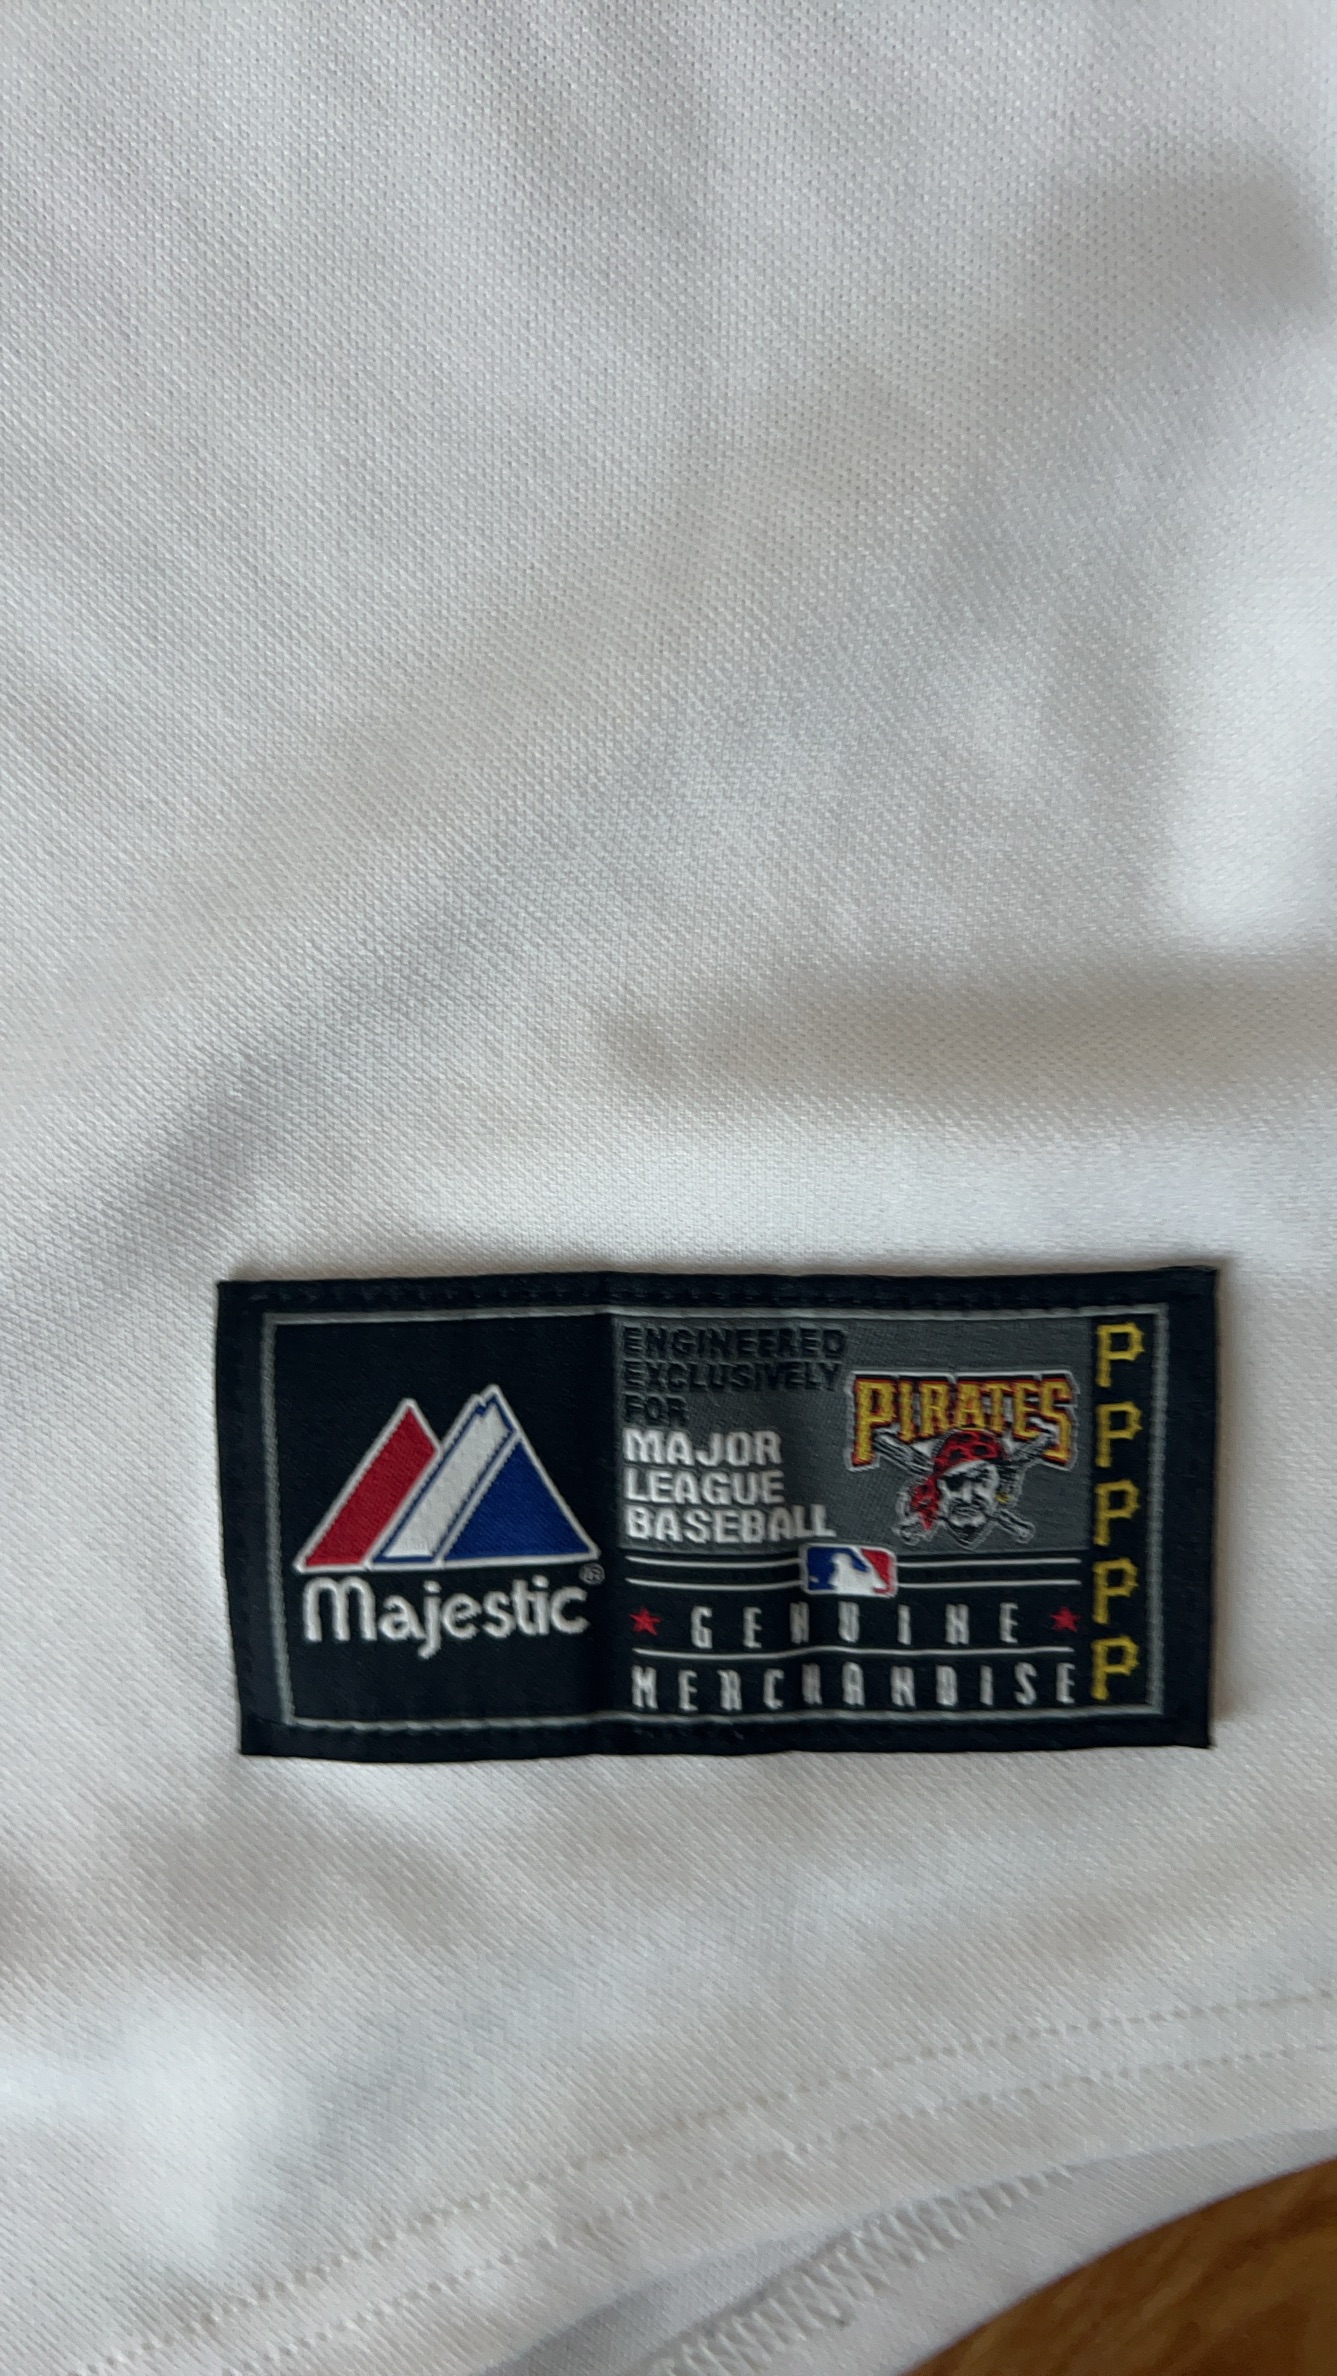 Majestic®
ENGINEERED
EXCLUSIVELY
FOR
MAJOR
LEAGUE
BASEBALL
PIRATES
GENUINE
MERCHANDISE
P
P
P
P
P